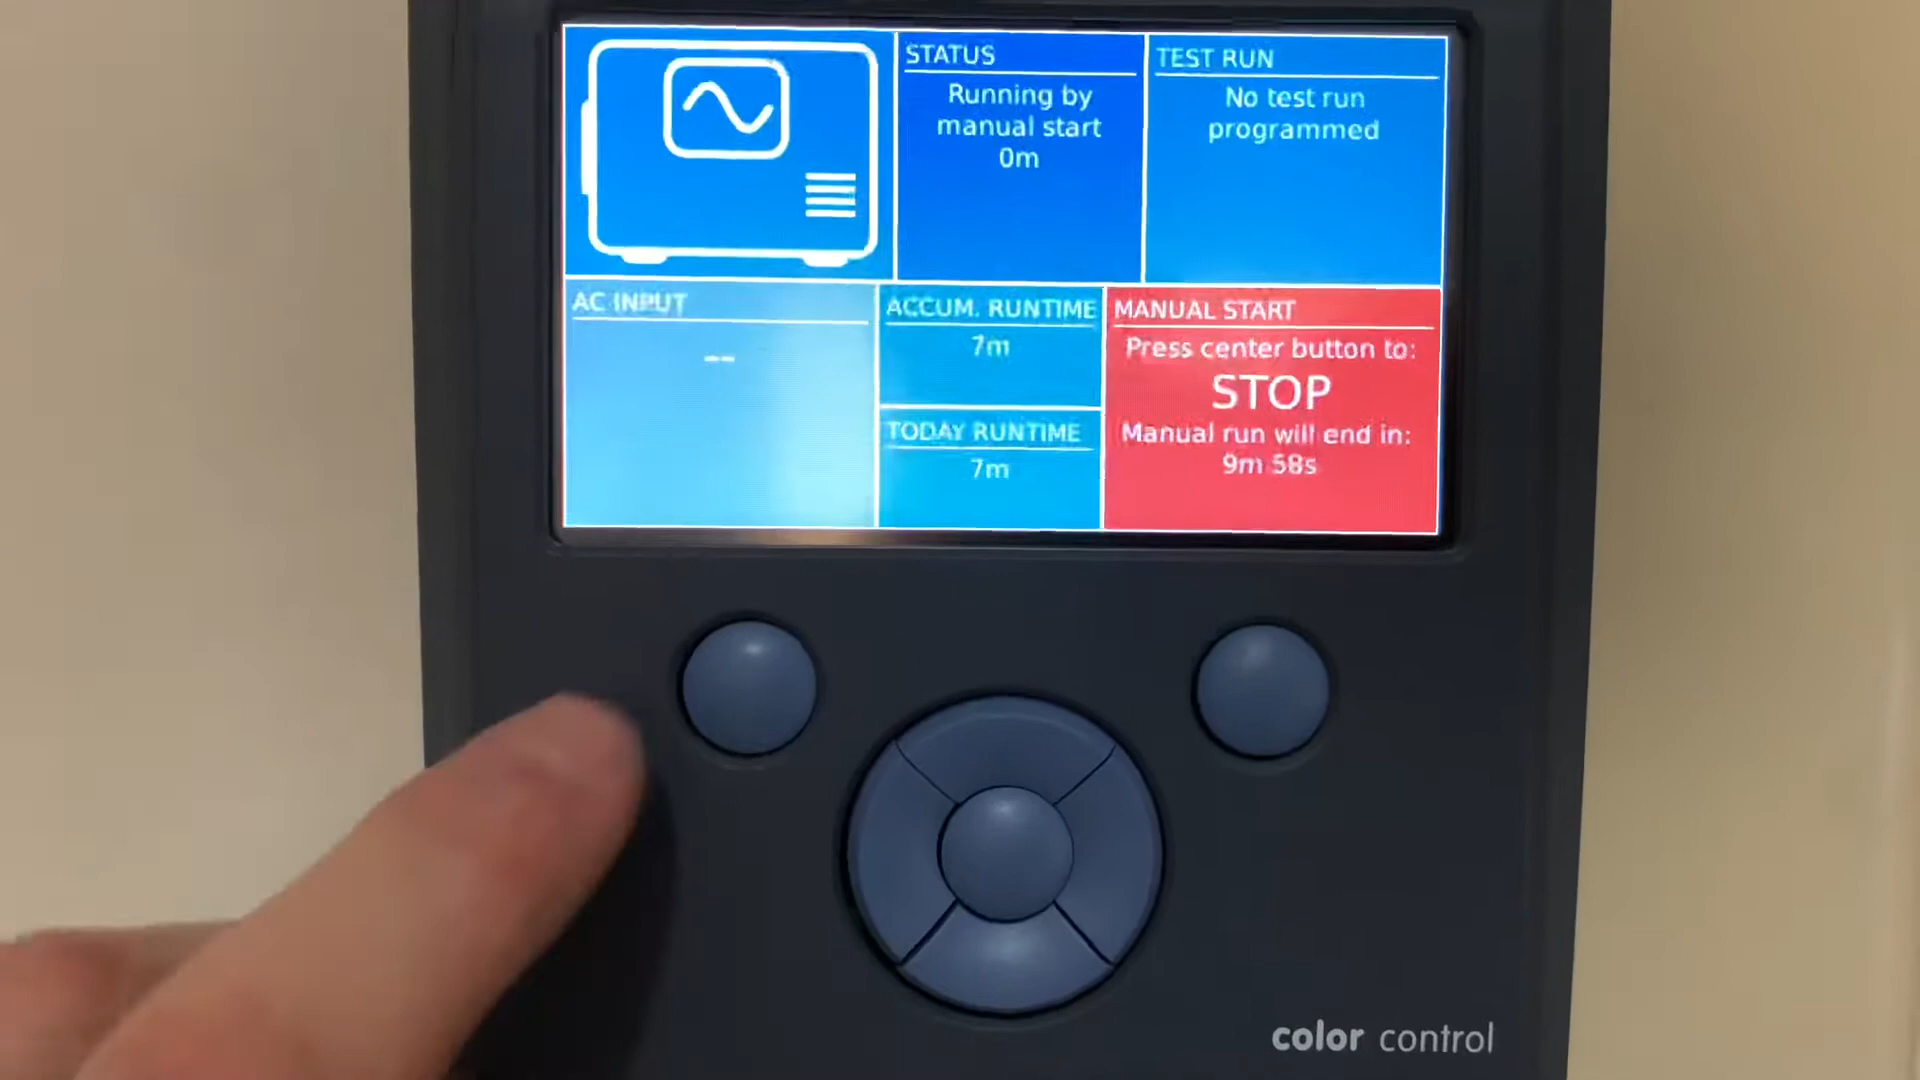 STATUS
Running by
manual start
0m
TEST RUN
No test run
programmed
AC INPUT
--
ACCUM. RUNTIME
7m
TODAY RUNTIME
7m
MANUAL START
Press center button to:
STOP
Manual run will end in:
9m 58s
color control